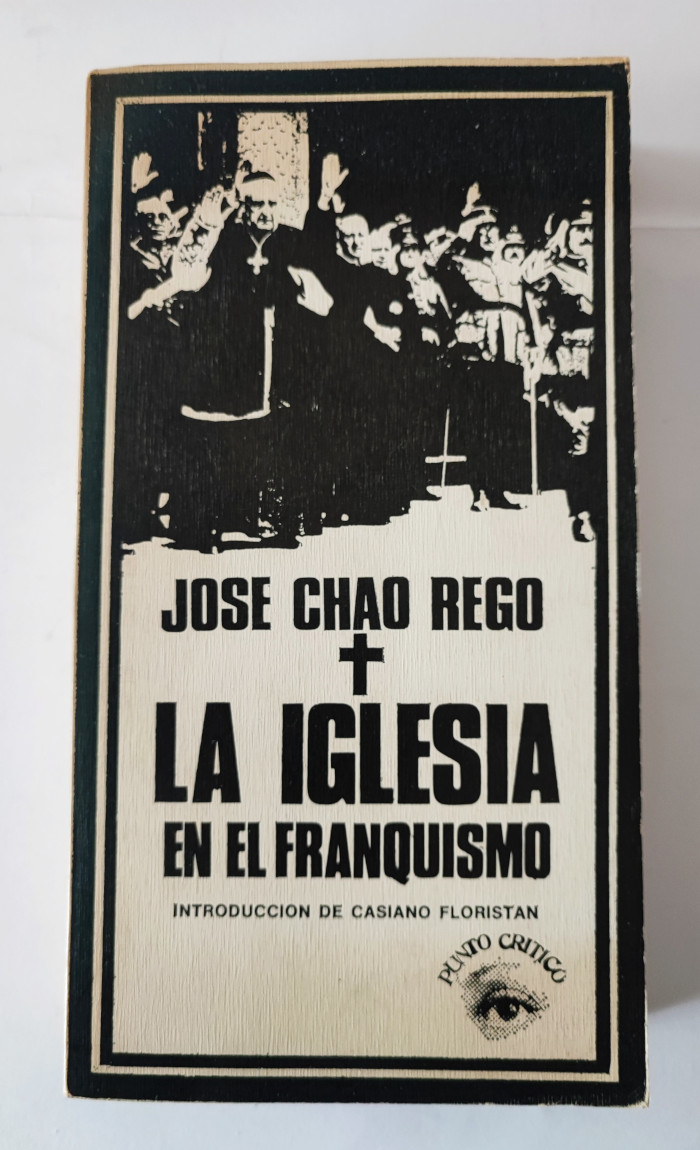 JOSE CHAO REGO
LA IGLESIA
EN EL FRANQUISMO
INTRODUCCION DE CASIANO FLORISTAN
PUNTO CRITICO